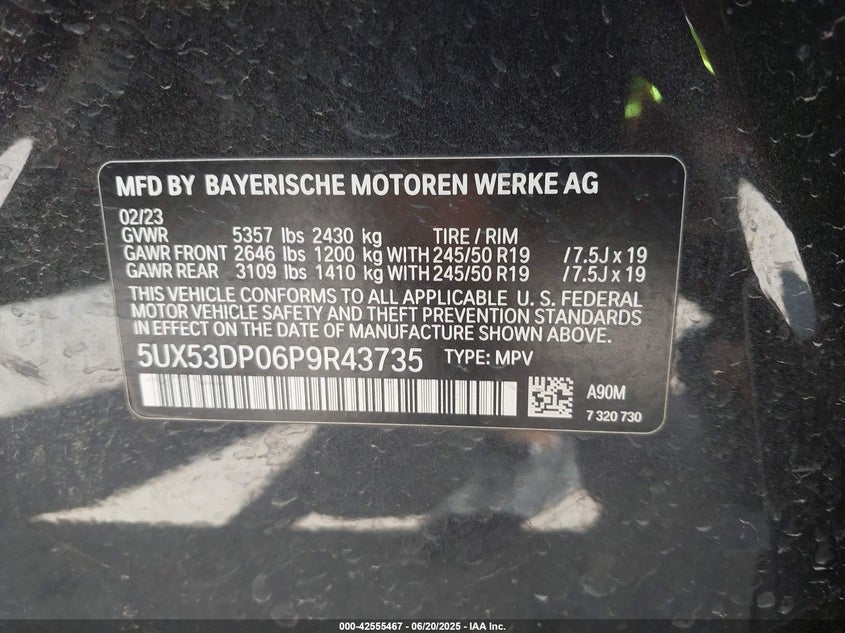 MFD BY BAYERISCHE MOTOREN WERKE AG
02/23
GVWR 5357 lbs 2430 kg TIRE / RIM
GAWR FRONT 2646 lbs 1200 kg WITH 245/50 R19 / 7.5J x 19
GAWR REAR 3109 lbs 1410 kg WITH 245/50 R19 / 7.5J x 19
THIS VEHICLE CONFORMS TO ALL APPLICABLE U. S. FEDERAL
MOTOR VEHICLE SAFETY AND THEFT PREVENTION STANDARDS
IN EFFECT ON THE DATE OF MANUFACTURE SHOWN ABOVE.
5UX53DP06P9R43735 TYPE: MPV
A90M
7 320 730
000-42555467 - 06/20/2025 - IAA Inc.